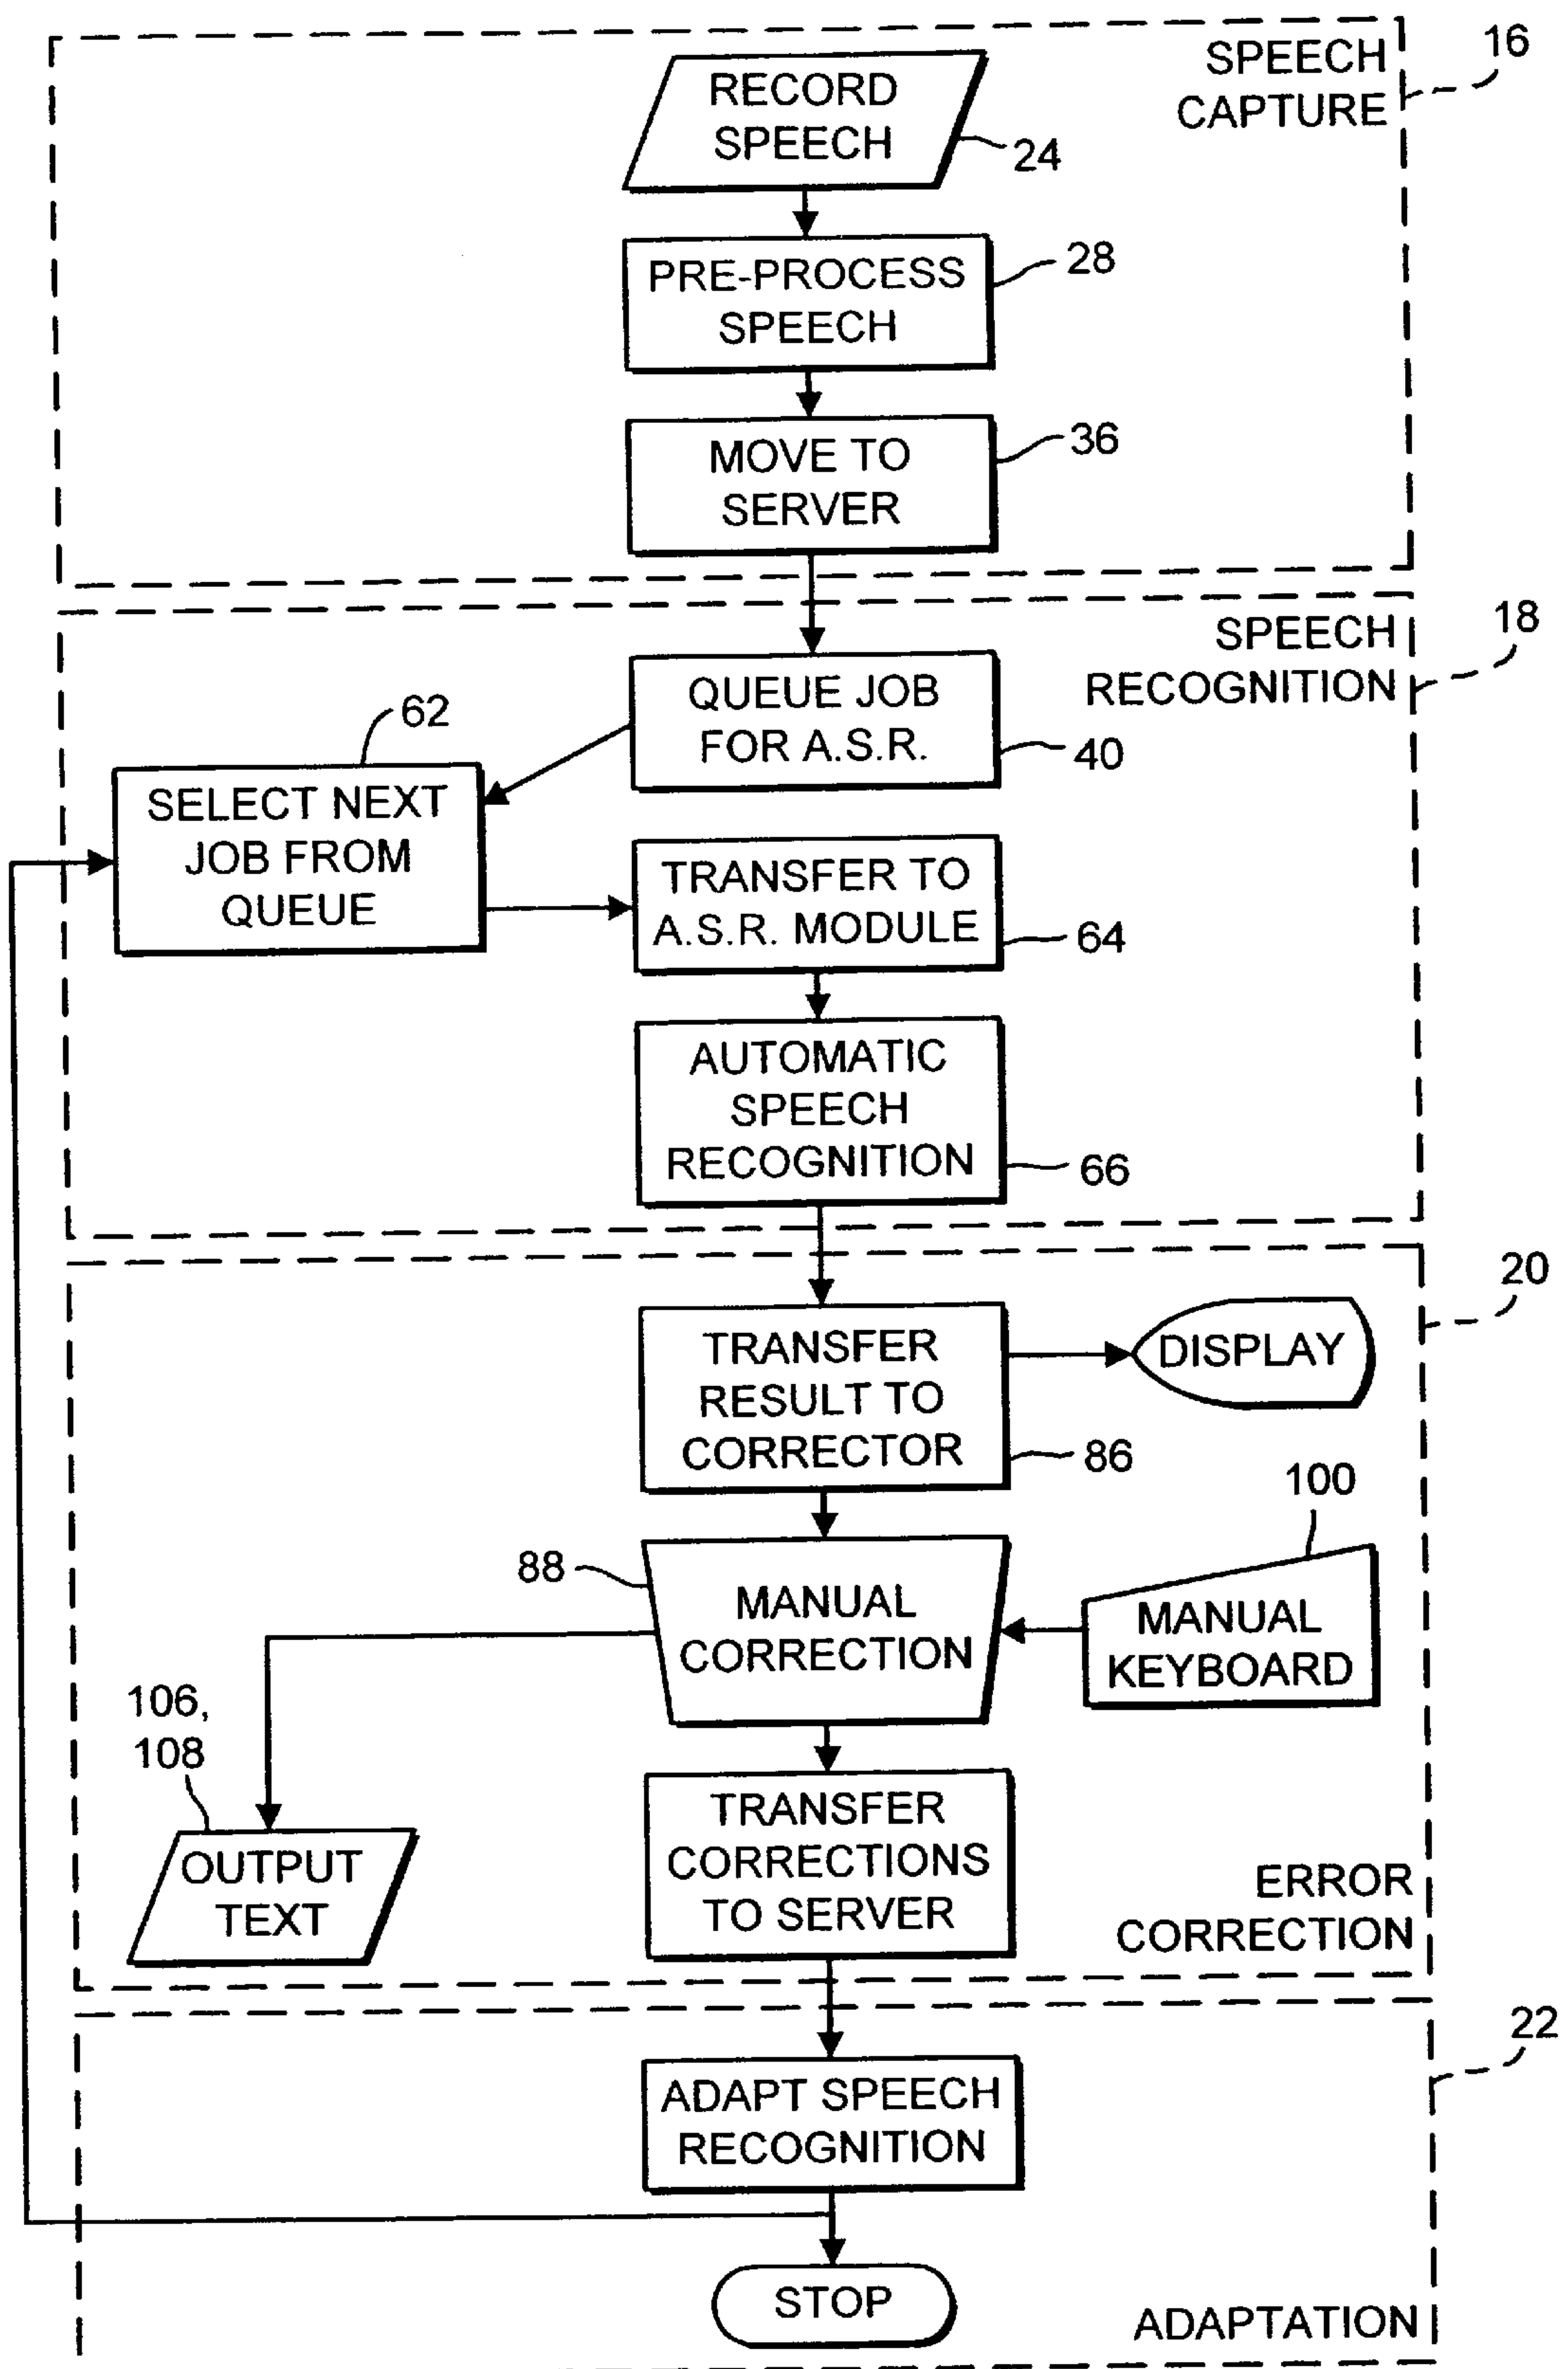 SPEECH
CAPTURE
16
RECORD
SPEECH
24
PRE-PROCESS
SPEECH
28
MOVE TO
SERVER
36
SPEECH
RECOGNITION
18
QUEUE JOB
FOR A.S.R.
40
62
SELECT NEXT
JOB FROM
QUEUE
TRANSFER TO
A.S.R. MODULE
64
AUTOMATIC
SPEECH
RECOGNITION
66
20
TRANSFER
RESULT TO
CORRECTOR
86
DISPLAY
100
88
MANUAL
CORRECTION
MANUAL
KEYBOARD
106,
108
OUTPUT
TEXT
TRANSFER
CORRECTIONS
TO SERVER
ERROR
CORRECTION
22
ADAPT SPEECH
RECOGNITION
STOP
ADAPTATION